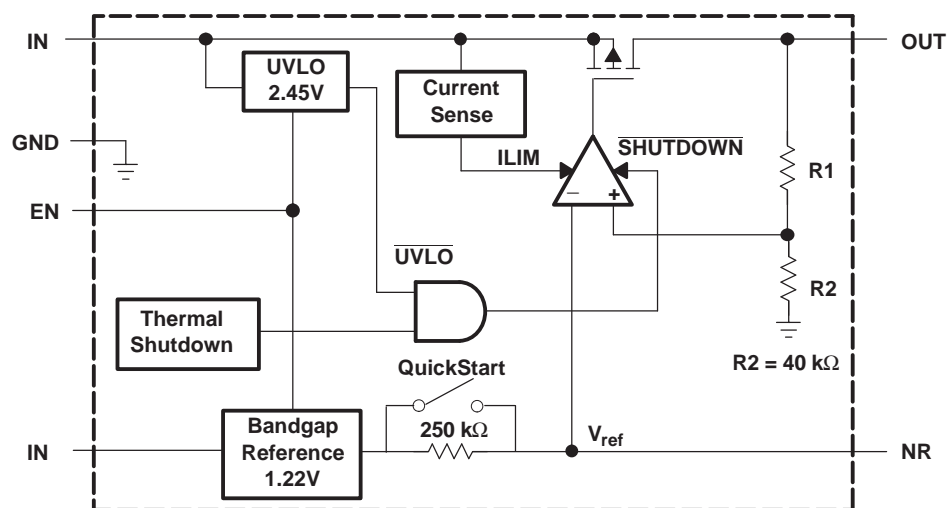 IN
OUT
UVLO
2.45V
Current
Sense
GND
SHUTDOWN
ILIM
R1
− +
EN
UVLO
R2
Thermal
Shutdown
R2 = 40 kΩ
QuickStart
Bandgap
Reference
1.22V
250 kΩ
Vref
IN
NR